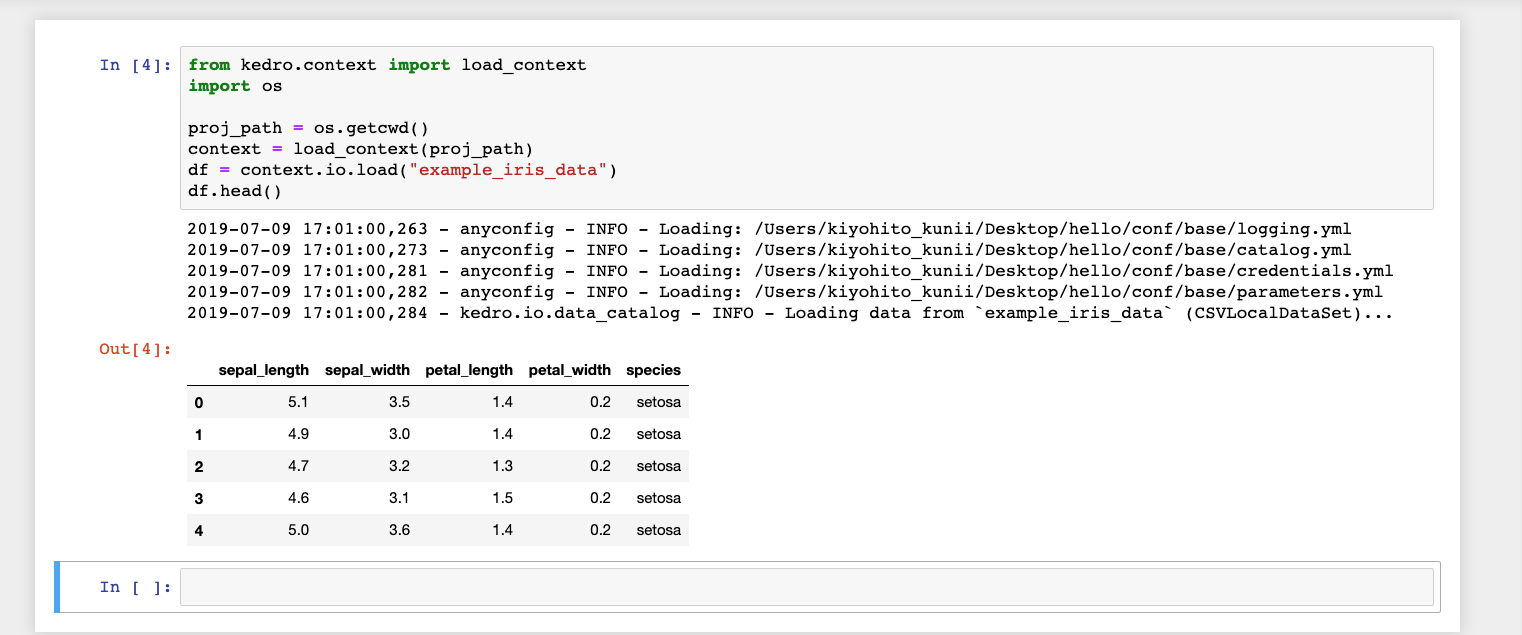 In [4]:
from kedro.context import load_context
import os
proj_path = os.getcwd()
context = load_context(proj_path)
df = context.io.load("example_iris_data")
df.head()
2019-07-09 17:01:00,263 - anyconfig - INFO - Loading: /Users/kiyohito_kunii/Desktop/hello/conf/base/logging.yml
2019-07-09 17:01:00,273 - anyconfig - INFO - Loading: /Users/kiyohito_kunii/Desktop/hello/conf/base/catalog.yml
2019-07-09 17:01:00,281 - anyconfig - INFO - Loading: /Users/kiyohito_kunii/Desktop/hello/conf/base/credentials.yml
2019-07-09 17:01:00,282 - anyconfig - INFO - Loading: /Users/kiyohito_kunii/Desktop/hello/conf/base/parameters.yml
2019-07-09 17:01:00,284 - kedro.io.data_catalog - INFO - Loading data from `example_iris_data` (CSVLocalDataSet)...
Out[4]:
sepal_length sepal_width petal_length petal_width species
0 5.1 3.5 1.4 0.2 setosa
1 4.9 3.0 1.4 0.2 setosa
2 4.7 3.2 1.3 0.2 setosa
3 4.6 3.1 1.5 0.2 setosa
4 5.0 3.6 1.4 0.2 setosa
In [ ]: